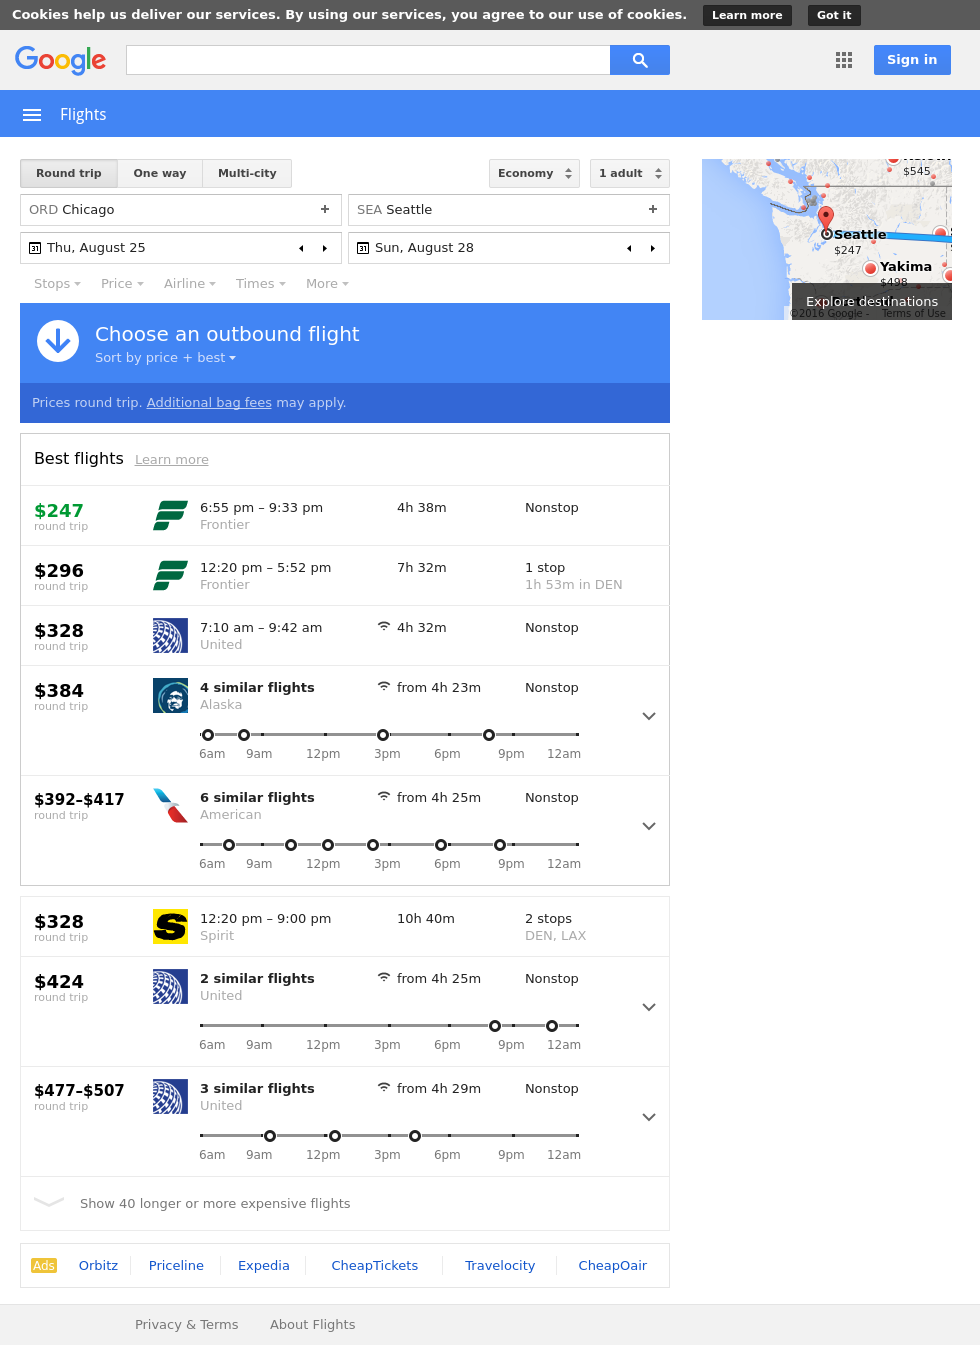 Cookies help us deliver our services. By using our services, you agree to our use of cookies. Learn more Got it
Google Sign in
Flights
Round trip One way Multi-city Economy 1 adult
ORD Chicago + SEA Seattle +
31 Thu, August 25 31 Sun, August 28
Stops Price Airline Times More
$545
Seattle
$247
Yakima
$498
Explore destinations
©2016 Google - Terms of Use
Choose an outbound flight
Sort by price + best
Prices round trip. Additional bag fees may apply.
Best flights Learn more
$247 6:55 pm – 9:33 pm 4h 38m Nonstop
round trip Frontier
$296 12:20 pm – 5:52 pm 7h 32m 1 stop
round trip Frontier 1h 53m in DEN
$328 7:10 am – 9:42 am 4h 32m Nonstop
round trip United
$384 4 similar flights from 4h 23m Nonstop
round trip Alaska
6am 9am 12pm 3pm 6pm 9pm 12am
$392–$417 6 similar flights from 4h 25m Nonstop
round trip American
6am 9am 12pm 3pm 6pm 9pm 12am
$328 12:20 pm – 9:00 pm 10h 40m 2 stops
round trip Spirit DEN, LAX
$424 2 similar flights from 4h 25m Nonstop
round trip United
6am 9am 12pm 3pm 6pm 9pm 12am
$477–$507 3 similar flights from 4h 29m Nonstop
round trip United
6am 9am 12pm 3pm 6pm 9pm 12am
Show 40 longer or more expensive flights
Ads Orbitz Priceline Expedia CheapTickets Travelocity CheapOair
Privacy & Terms About Flights